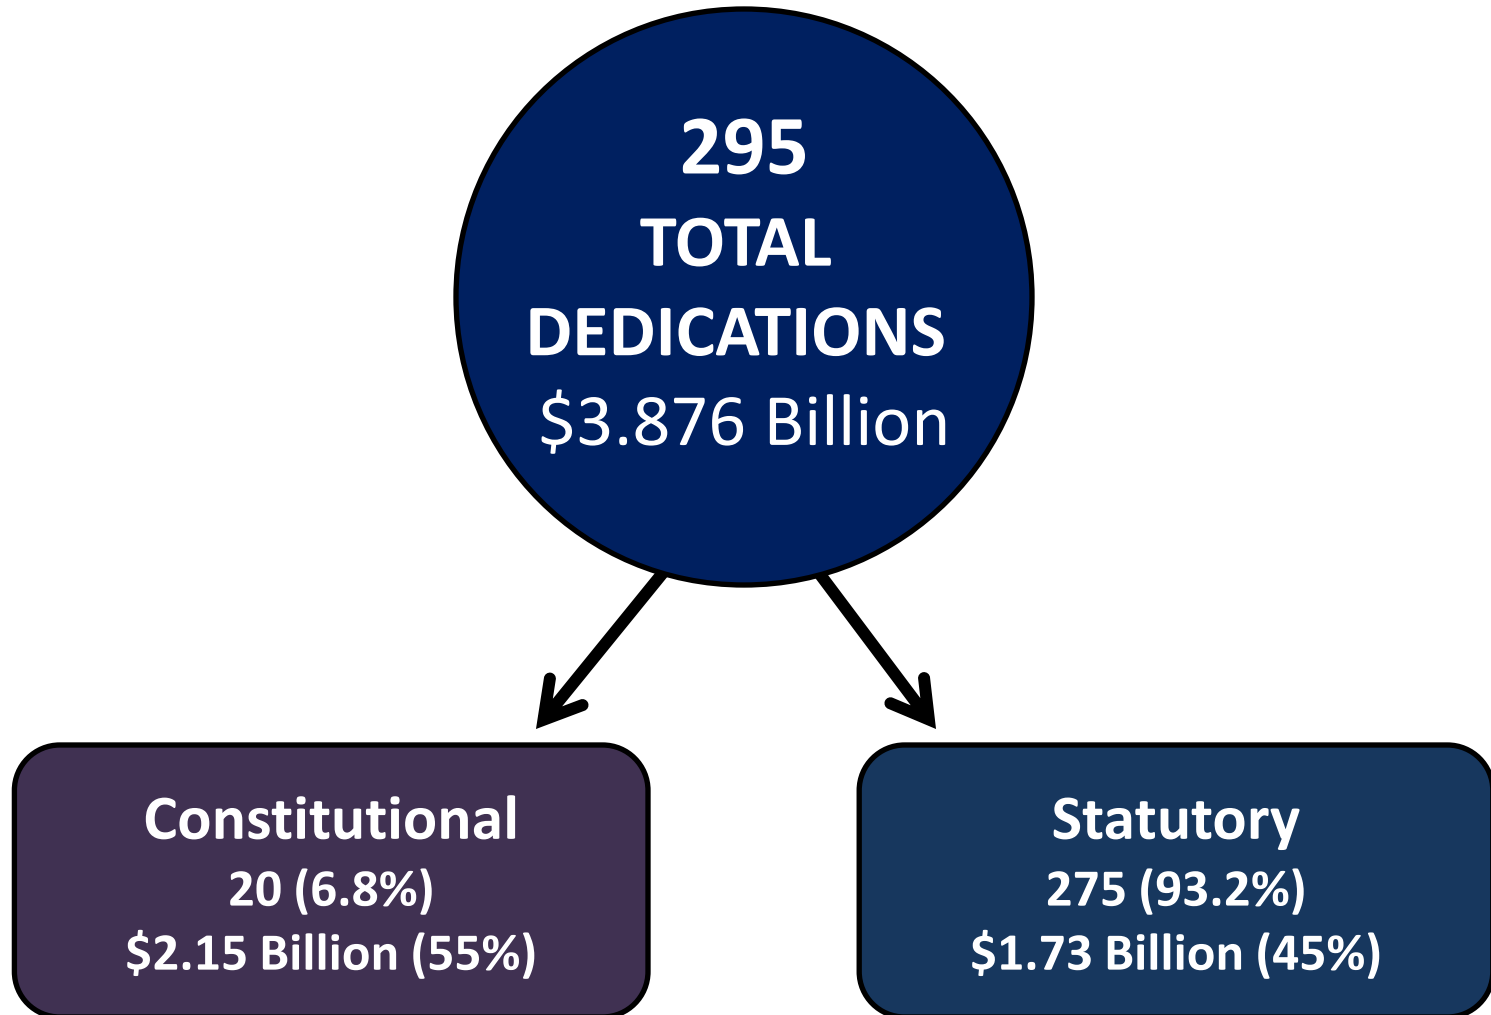 295
TOTAL
DEDICATIONS
$3.876 Billion
Constitutional
20 (6.8%)
$2.15 Billion (55%)
Statutory
275 (93.2%)
$1.73 Billion (45%)